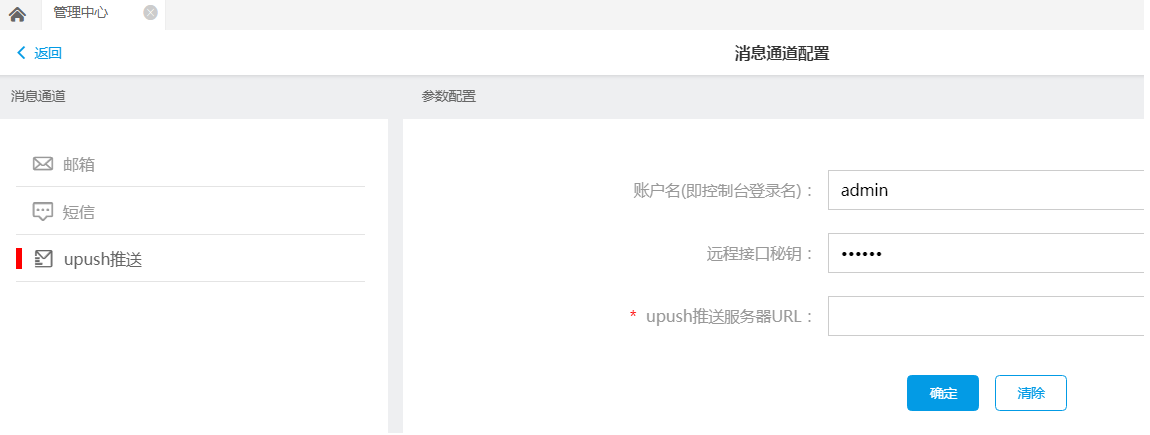 管理中心
返回
消息通道配置
消息通道
参数配置
邮箱
短信
upush推送
账户名(即控制台登录名)：
admin
远程接口秘钥：
••••••
* upush推送服务器URL：
确定
清除